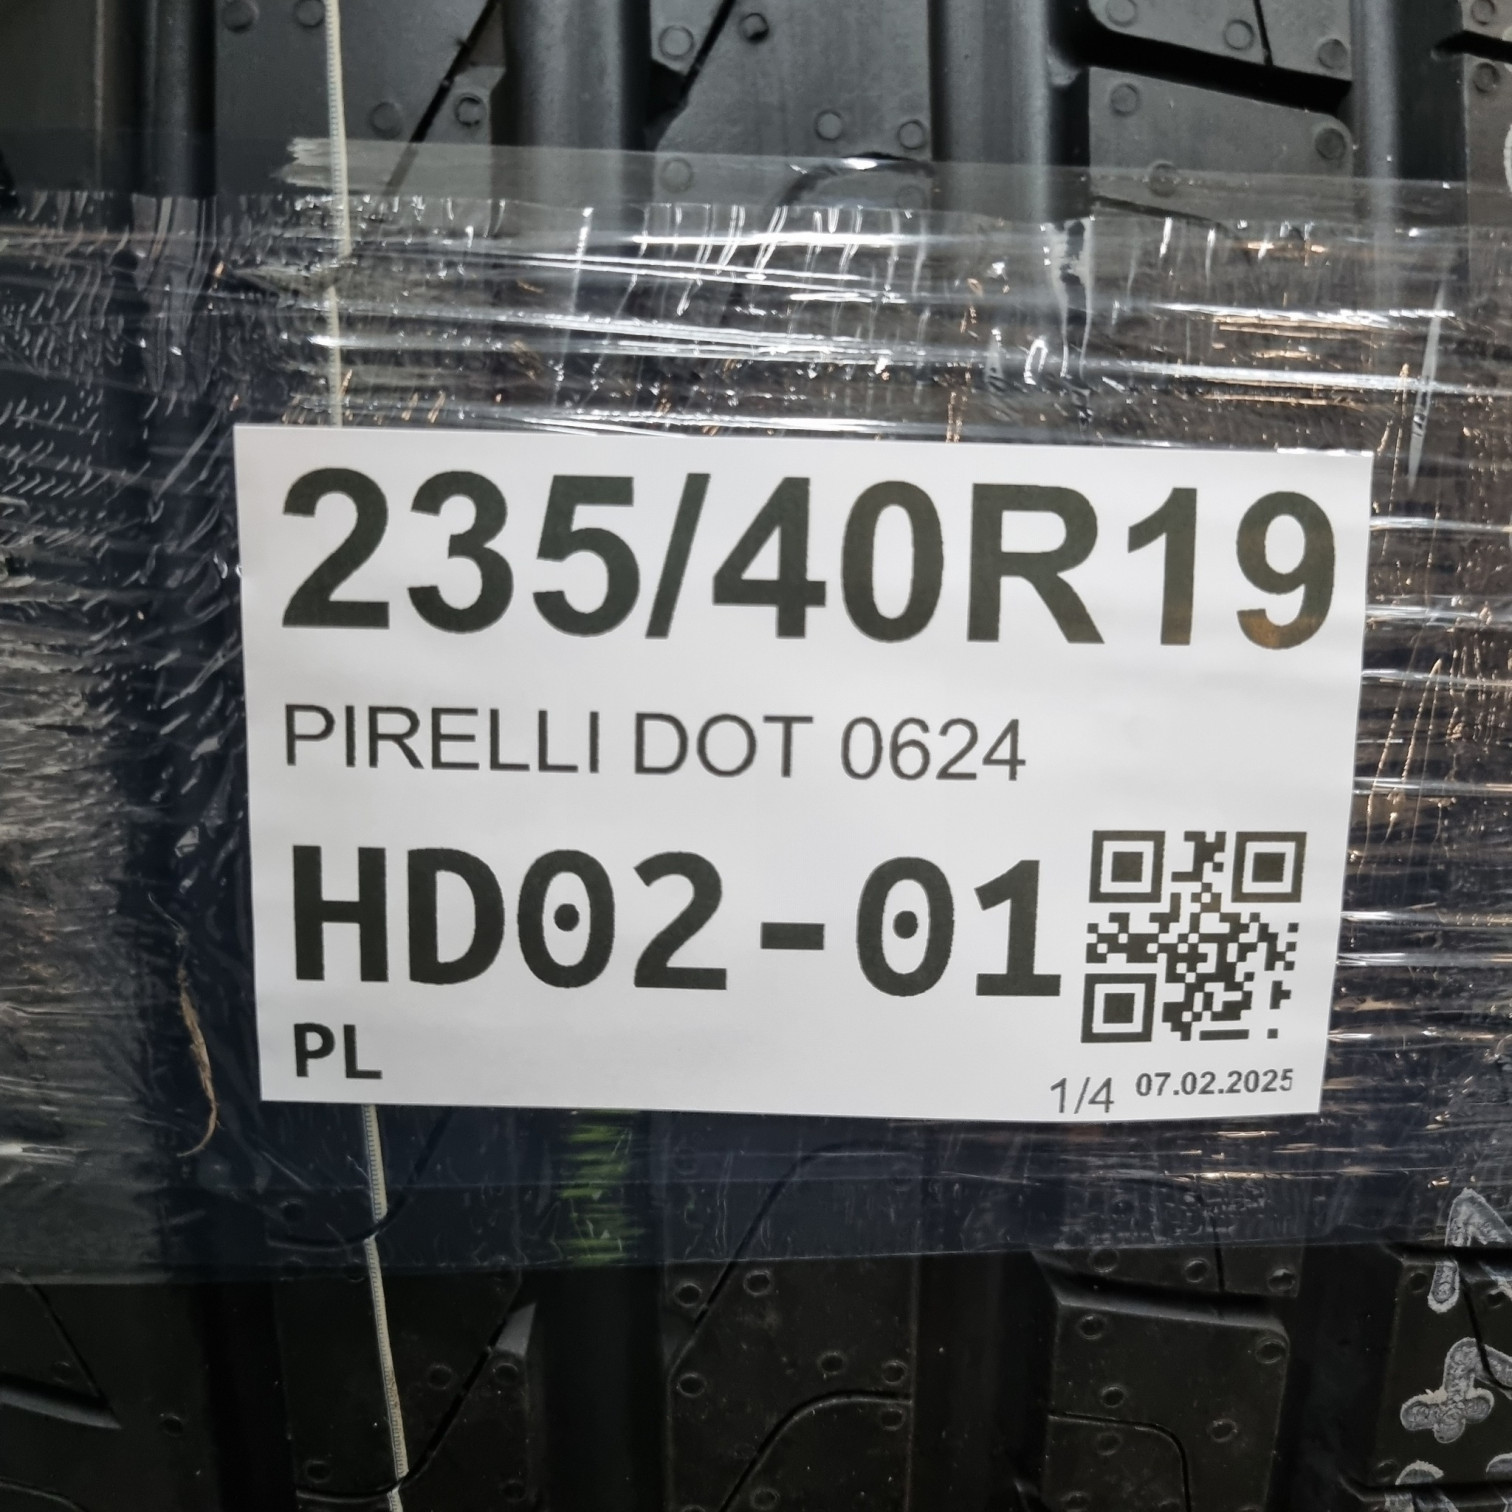 235/40R19
PIRELLI DOT 0624
HD02-01
PL
1/4 07.02.2025